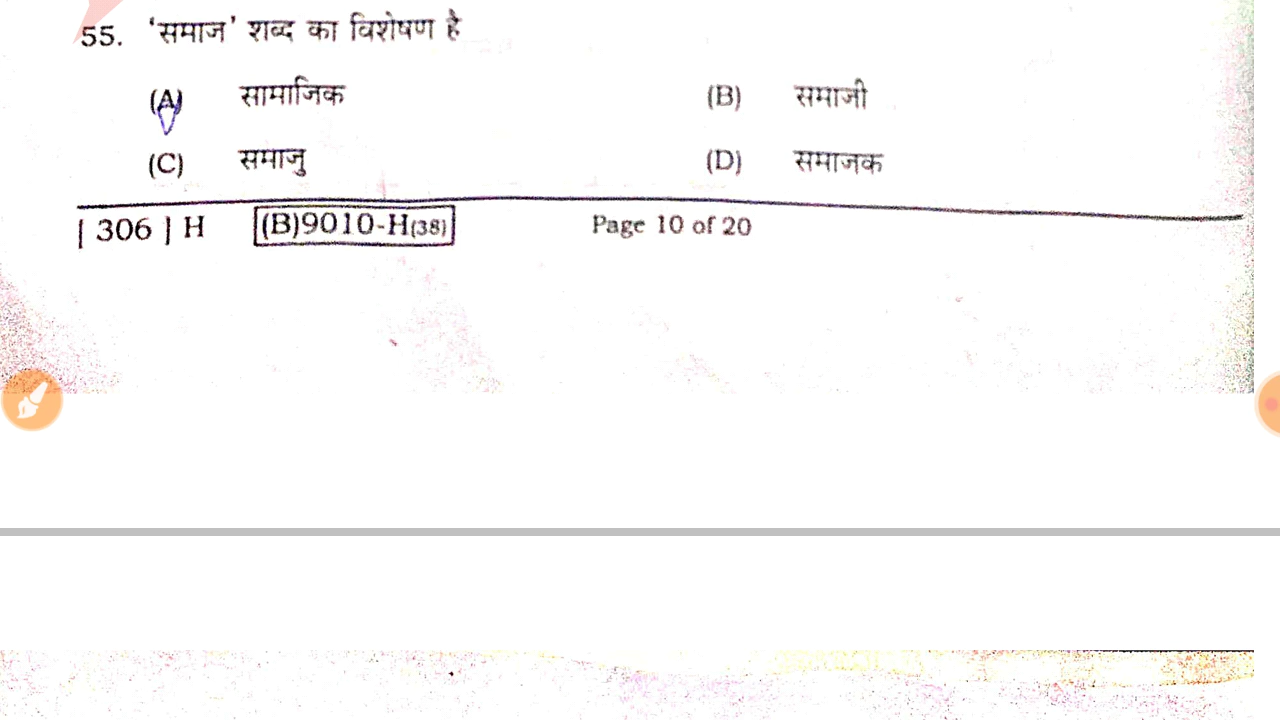 55. 'समाज' शब्द का विशेषण है
(A) सामाजिक (B) समाजी
(C) समाजु (D) समाजक
[ 306 ] H (B)9010-H(38) Page 10 of 20